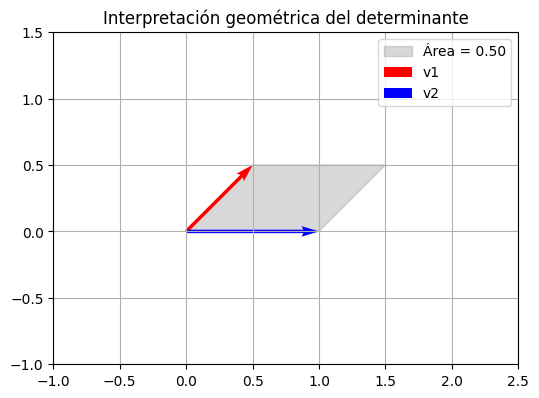 Interpretación geométrica del determinante
Área = 0.50
v1
v2
1.5
1.0
0.5
0.0
−0.5
−1.0
−1.0 −0.5 0.0 0.5 1.0 1.5 2.0 2.5